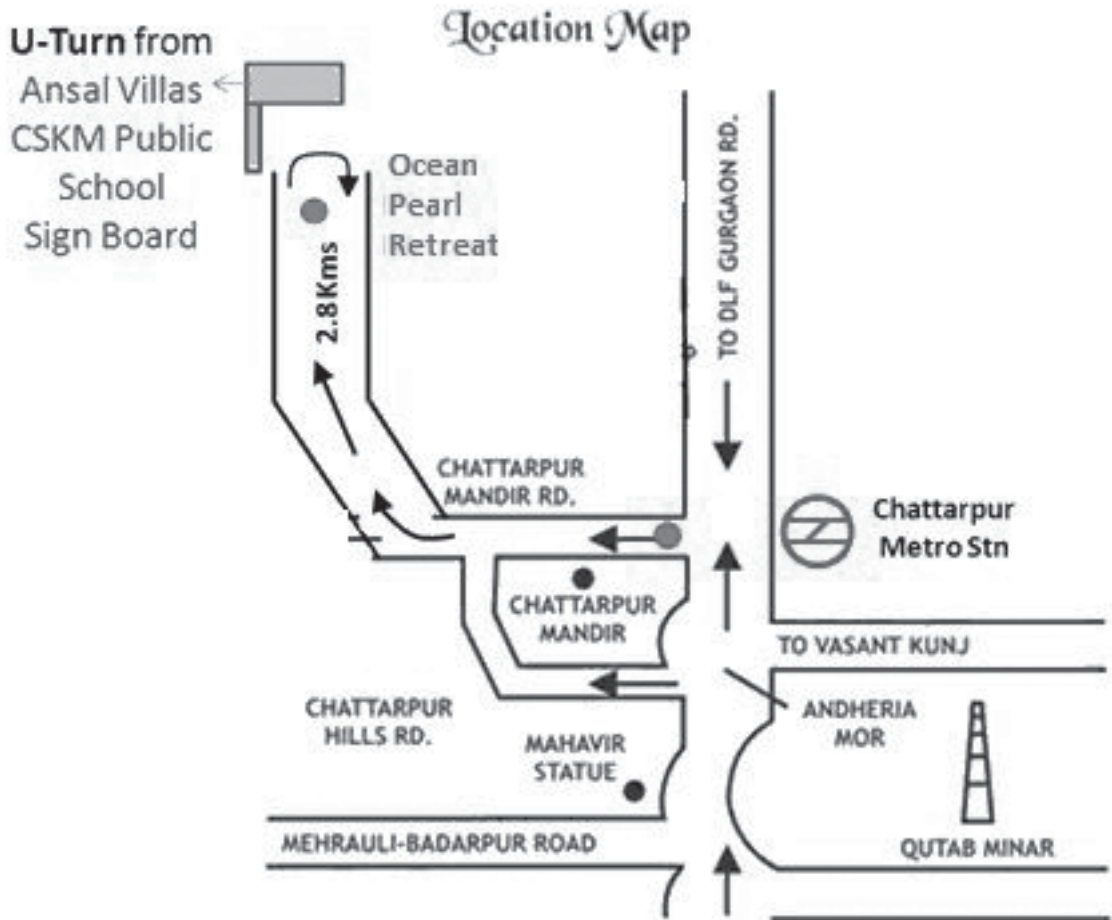 Location Map
U-Turn from
Ansal Villas
CSKM Public
School
Sign Board
Ocean
Pearl
Retreat
2.8 Kms
TO DLF GURGAON RD.
CHATTARPUR
MANDIR RD.
Chattarpur
Metro Stn
CHATTARPUR
MANDIR
TO VASANT KUNJ
CHATTARPUR
HILLS RD.
MAHAVIR
STATUE
ANDHERIA
MOR
MEHRAULI-BADARPUR ROAD
QUTAB MINAR